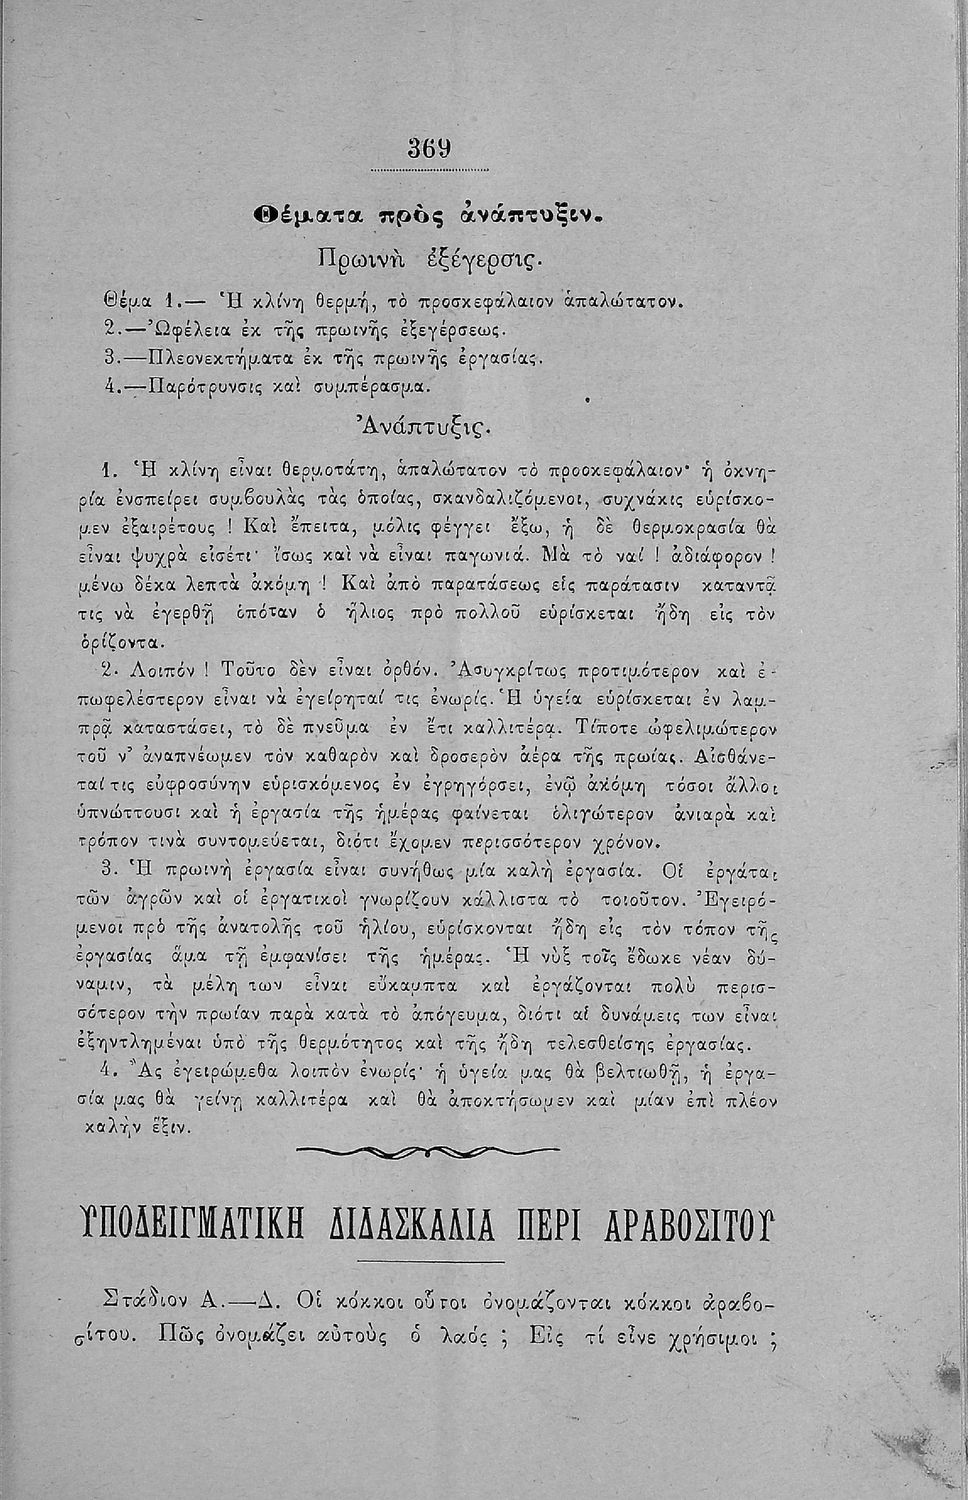 369
Θέματα πρὸς ἀνάπτυξιν.
Πρωινὴ ἐξέγερσις.
Θέμα 1.— Ἡ κλίνη θερμή, τὸ προσκεφάλαιον ἁπαλώτατον.
2.—Ὠφέλεια ἐκ τῆς πρωινῆς ἐξεγέρσεως.
3.—Πλεονεκτήματα ἐκ τῆς πρωινῆς ἐργασίας.
4.—Παρότρυνσις καὶ συμπέρασμα.
Ἀνάπτυξις.
1. Ἡ κλίνη εἶναι θερμοτάτη, ἁπαλώτατον τὸ προσκεφάλαιον· ἡ ὀκνη-
ρία ἐνσπείρει συμβουλὰς τὰς ὁποίας, σκανδαλιζόμενοι, συχνάκις εὑρίσκο-
μεν ἐξαιρέτους ! Καὶ ἔπειτα, μόλις φέγγει ἔξω, ἡ δὲ θερμοκρασία θὰ
εἶναι ψυχρὰ εἰσέτι· ἴσως καὶ νὰ εἶναι παγωνιά. Μὰ τὸ ναί ! ἀδιάφορον !
μένω δέκα λεπτὰ ἀκόμη ! Καὶ ἀπὸ παρατάσεως εἰς παράτασιν καταντᾷ
τις νὰ ἐγερθῇ ὁπόταν ὁ ἥλιος πρὸ πολλοῦ εὑρίσκεται ἤδη εἰς τὸν
ὁρίζοντα.
2. Λοιπόν ! Τοῦτο δὲν εἶναι ὀρθόν. Ἀσυγκρίτως προτιμότερον καὶ ἐ-
πωφελέστερον εἶναι νὰ ἐγείρηταί τις ἐνωρίς. Ἡ ὑγεία εὑρίσκεται ἐν λαμ-
πρᾷ καταστάσει, τὸ δὲ πνεῦμα ἐν ἔτι καλλιτέρᾳ. Τίποτε ὠφελιμώτερον
τοῦ ν’ ἀναπνέωμεν τὸν καθαρὸν καὶ δροσερὸν ἀέρα τῆς πρωίας. Αἰσθάνε-
ταί τις εὐφροσύνην εὑρισκόμενος ἐν ἐγρηγόρσει, ἐνῷ ἀκόμη τόσοι ἄλλοι
ὑπνώττουσι καὶ ἡ ἐργασία τῆς ἡμέρας φαίνεται ὀλιγώτερον ἀνιαρὰ καὶ
τρόπον τινὰ συντομεύεται, διότι ἔχομεν περισσότερον χρόνον.
3. Ἡ πρωινὴ ἐργασία εἶναι συνήθως μία καλὴ ἐργασία. Οἱ ἐργάται
τῶν ἀγρῶν καὶ οἱ ἐργατικοὶ γνωρίζουν κάλλιστα τὸ τοιοῦτον. Ἐγειρό-
μενοι πρὸ τῆς ἀνατολῆς τοῦ ἡλίου, εὑρίσκονται ἤδη εἰς τὸν τόπον τῆς
ἐργασίας ἅμα τῇ ἐμφανίσει τῆς ἡμέρας. Ἡ νὺξ τοῖς ἔδωκε νέαν δύ-
ναμιν, τὰ μέλη των εἶναι εὔκαμπτα καὶ ἐργάζονται πολὺ περισ-
σότερον τὴν πρωίαν παρὰ κατὰ τὸ ἀπόγευμα, διότι αἱ δυνάμεις των εἶναι
ἐξηντλημέναι ὑπὸ τῆς θερμότητος καὶ τῆς ἤδη τελεσθείσης ἐργασίας.
4. Ἂς ἐγειρώμεθα λοιπὸν ἐνωρίς· ἡ ὑγεία μας θὰ βελτιωθῇ, ἡ ἐργα-
σία μας θὰ γείνῃ καλλιτέρα καὶ θὰ ἀποκτήσωμεν καὶ μίαν ἐπὶ πλέον
καλὴν ἕξιν.
ΥΠΟΔΕΙΓΜΑΤΙΚΗ ΔΙΔΑΣΚΑΛΙΑ ΠΕΡΙ ΑΡΑΒΟΣΙΤΟΥ
Στάδιον Α.—Δ. Οἱ κόκκοι οὗτοι ὀνομάζονται κόκκοι ἀραβο-
σίτου. Πῶς ὀνομάζει αὐτοὺς ὁ λαός ; Εἰς τί εἶνε χρήσιμοι ;